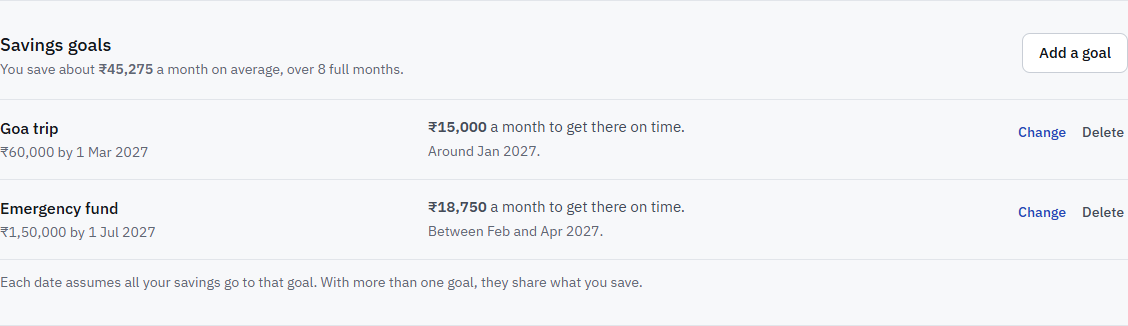 Savings goals
You save about ₹45,275 a month on average, over 8 full months.
Add a goal
Goa trip
₹60,000 by 1 Mar 2027
₹15,000 a month to get there on time.
Around Jan 2027.
Change Delete
Emergency fund
₹1,50,000 by 1 Jul 2027
₹18,750 a month to get there on time.
Between Feb and Apr 2027.
Change Delete
Each date assumes all your savings go to that goal. With more than one goal, they share what you save.